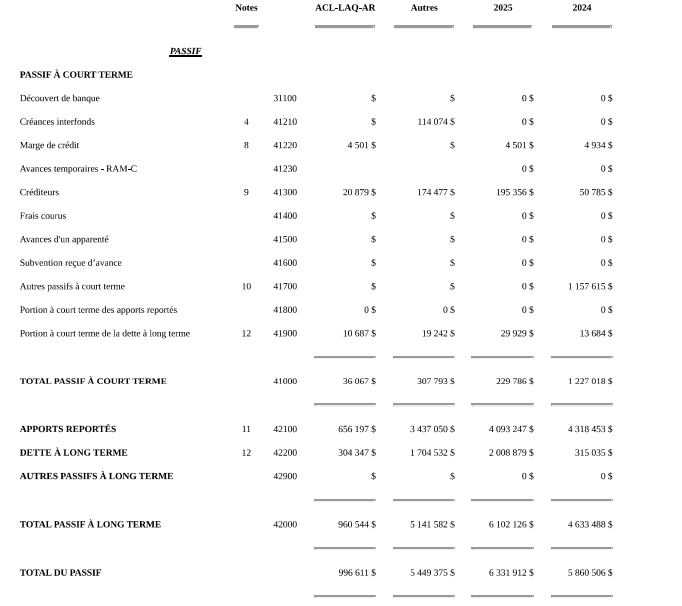 Notes ACL-LAQ-AR Autres 2025 2024
PASSIF
PASSIF À COURT TERME
Découvert de banque 31100 $ $ 0 $ 0 $
Créances interfonds 4 41210 $ 114 074 $ 0 $ 0 $
Marge de crédit 8 41220 4 501 $ $ 4 501 $ 4 934 $
Avances temporaires - RAM-C 41230 0 $ 0 $
Créditeurs 9 41300 20 879 $ 174 477 $ 195 356 $ 50 785 $
Frais courus 41400 $ $ 0 $ 0 $
Avances d'un apparenté 41500 $ $ 0 $ 0 $
Subvention reçue d’avance 41600 $ $ 0 $ 0 $
Autres passifs à court terme 10 41700 $ $ 0 $ 1 157 615 $
Portion à court terme des apports reportés 41800 0 $ 0 $ 0 $ 0 $
Portion à court terme de la dette à long terme 12 41900 10 687 $ 19 242 $ 29 929 $ 13 684 $
TOTAL PASSIF À COURT TERME 41000 36 067 $ 307 793 $ 229 786 $ 1 227 018 $
APPORTS REPORTÉS 11 42100 656 197 $ 3 437 050 $ 4 093 247 $ 4 318 453 $
DETTE À LONG TERME 12 42200 304 347 $ 1 704 532 $ 2 008 879 $ 315 035 $
AUTRES PASSIFS À LONG TERME 42900 $ $ 0 $ 0 $
TOTAL PASSIF À LONG TERME 42000 960 544 $ 5 141 582 $ 6 102 126 $ 4 633 488 $
TOTAL DU PASSIF 996 611 $ 5 449 375 $ 6 331 912 $ 5 860 506 $